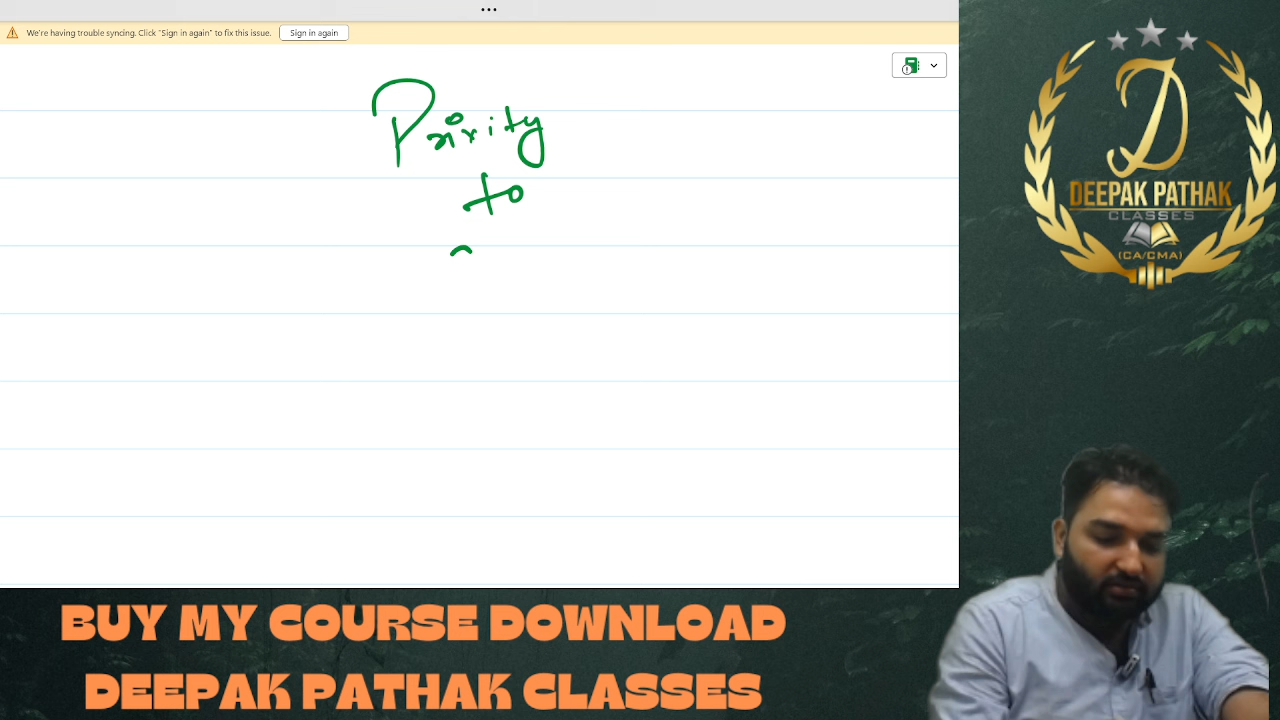 •••
We're having trouble syncing. Click "Sign in again" to fix this issue. Sign in again
Priority
to
D
DEEPAK PATHAK
CLASSES
(CA/CMA)
BUY MY COURSE DOWNLOAD
DEEPAK PATHAK CLASSES